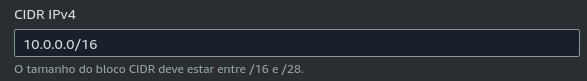 CIDR IPv4
10.0.0.0/16
O tamanho do bloco CIDR deve estar entre /16 e /28.